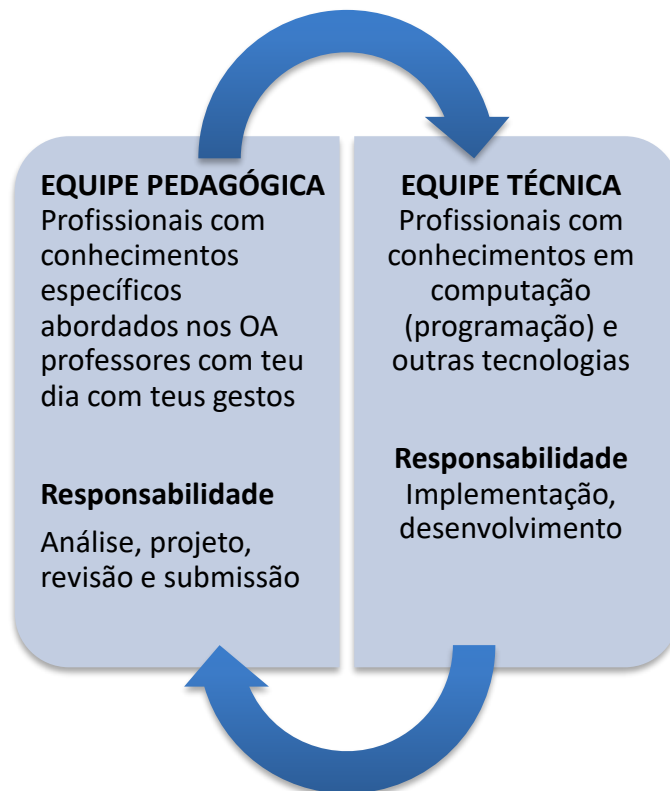 EQUIPE PEDAGÓGICA
Profissionais com
conhecimentos
específicos
abordados nos OA
professores com teu
dia com teus gestos
Responsabilidade
Análise, projeto,
revisão e submissão
EQUIPE TÉCNICA
Profissionais com
conhecimentos em
computação
(programação) e
outras tecnologias
Responsabilidade
Implementação,
desenvolvimento